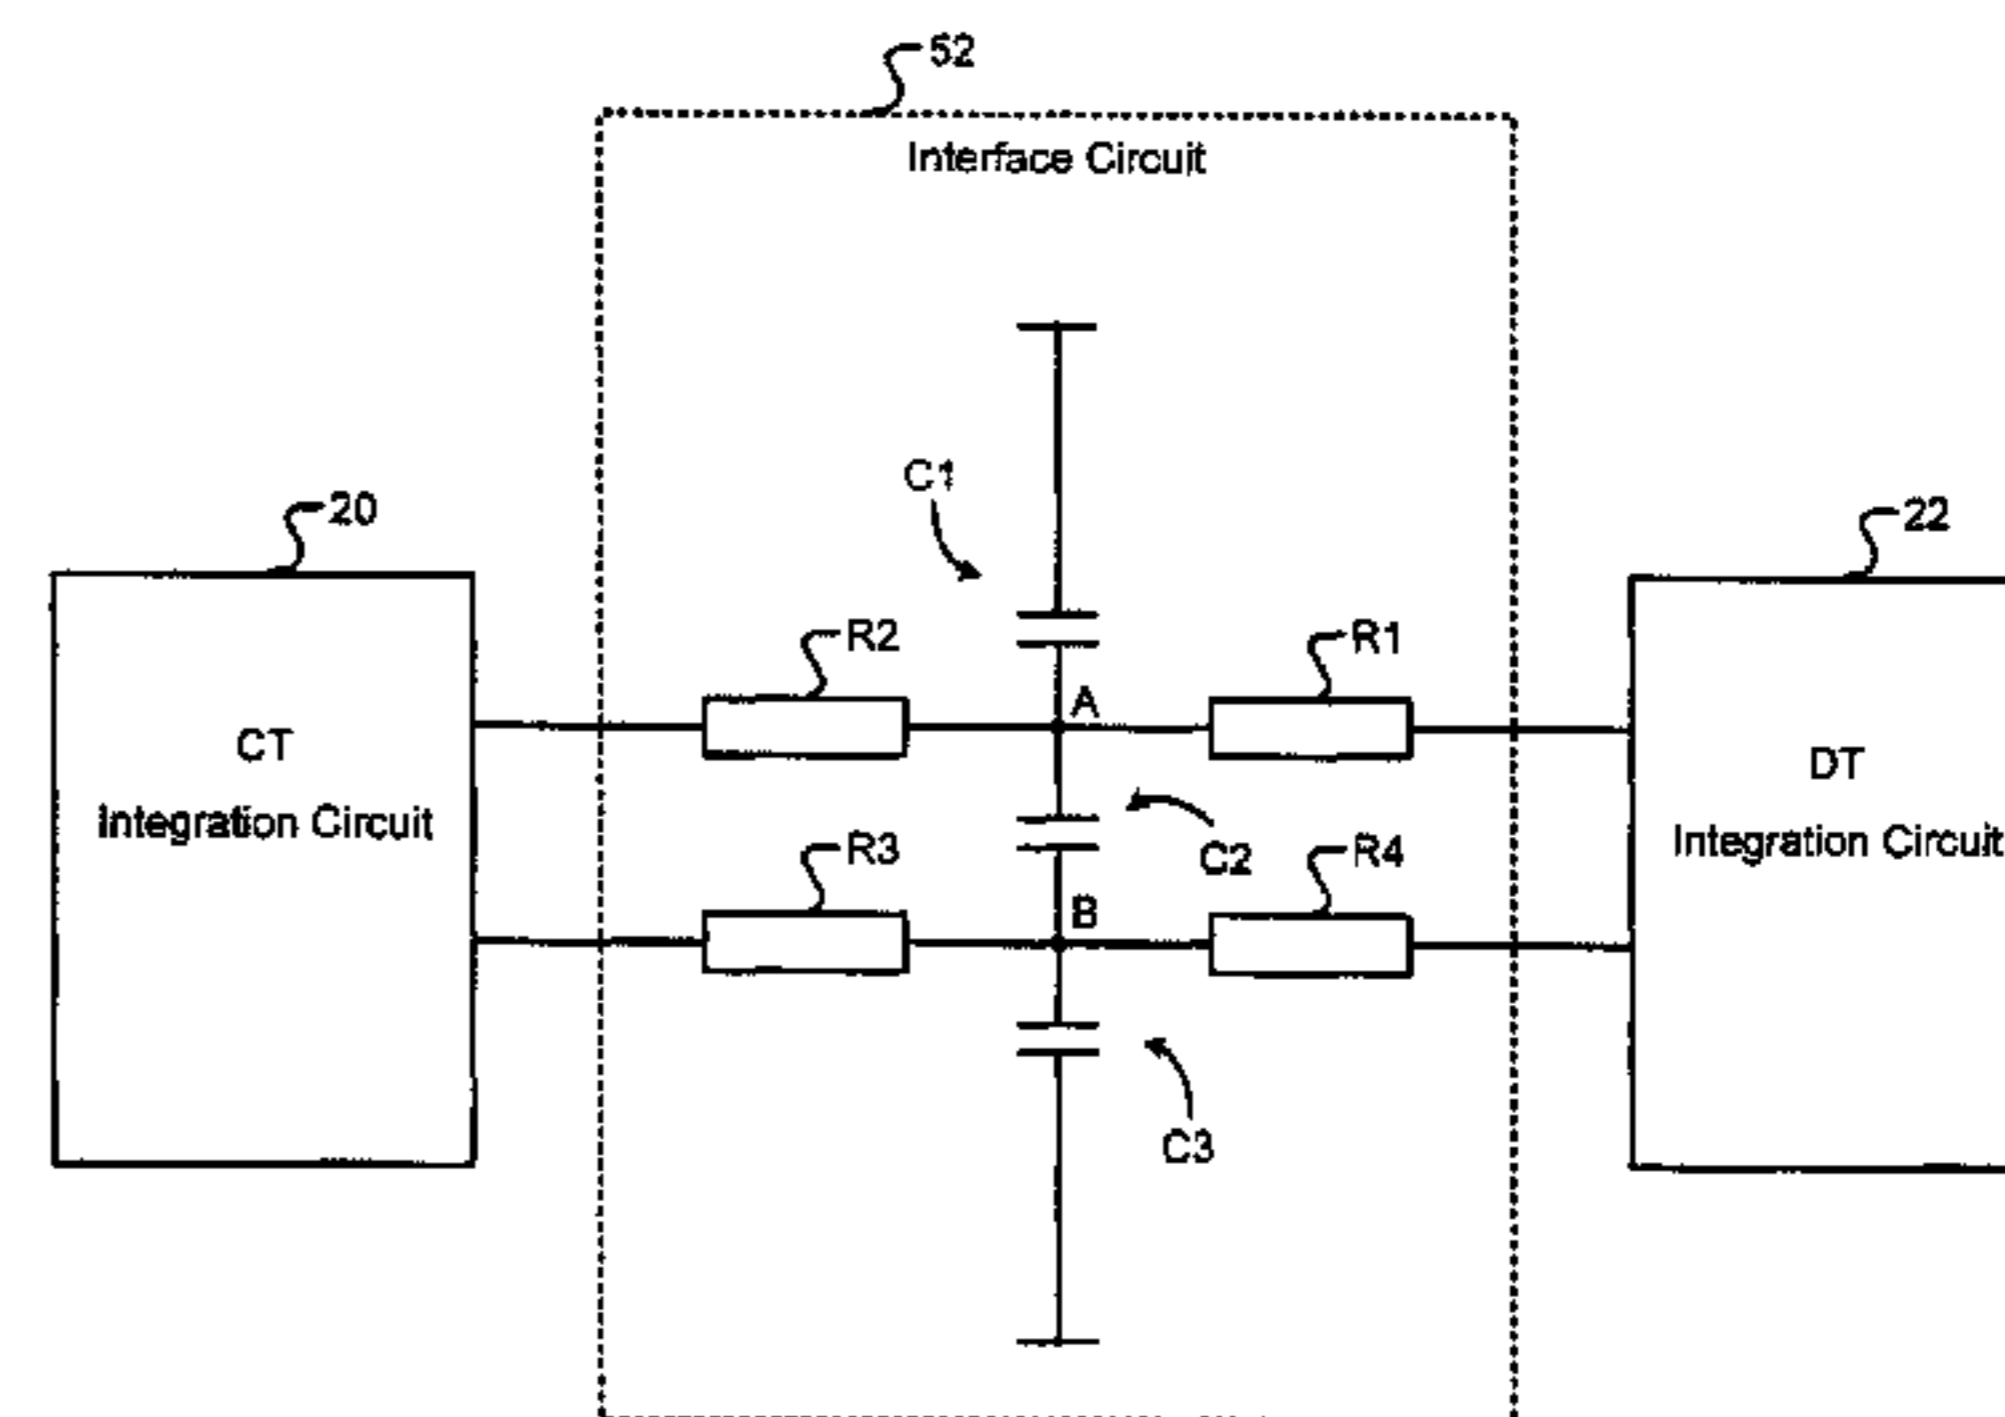 52
Interface Circuit
C1
20
22
R2
R1
A
CT
Integration Circuit
DT
Integration Circuit
C2
R3
R4
B
C3